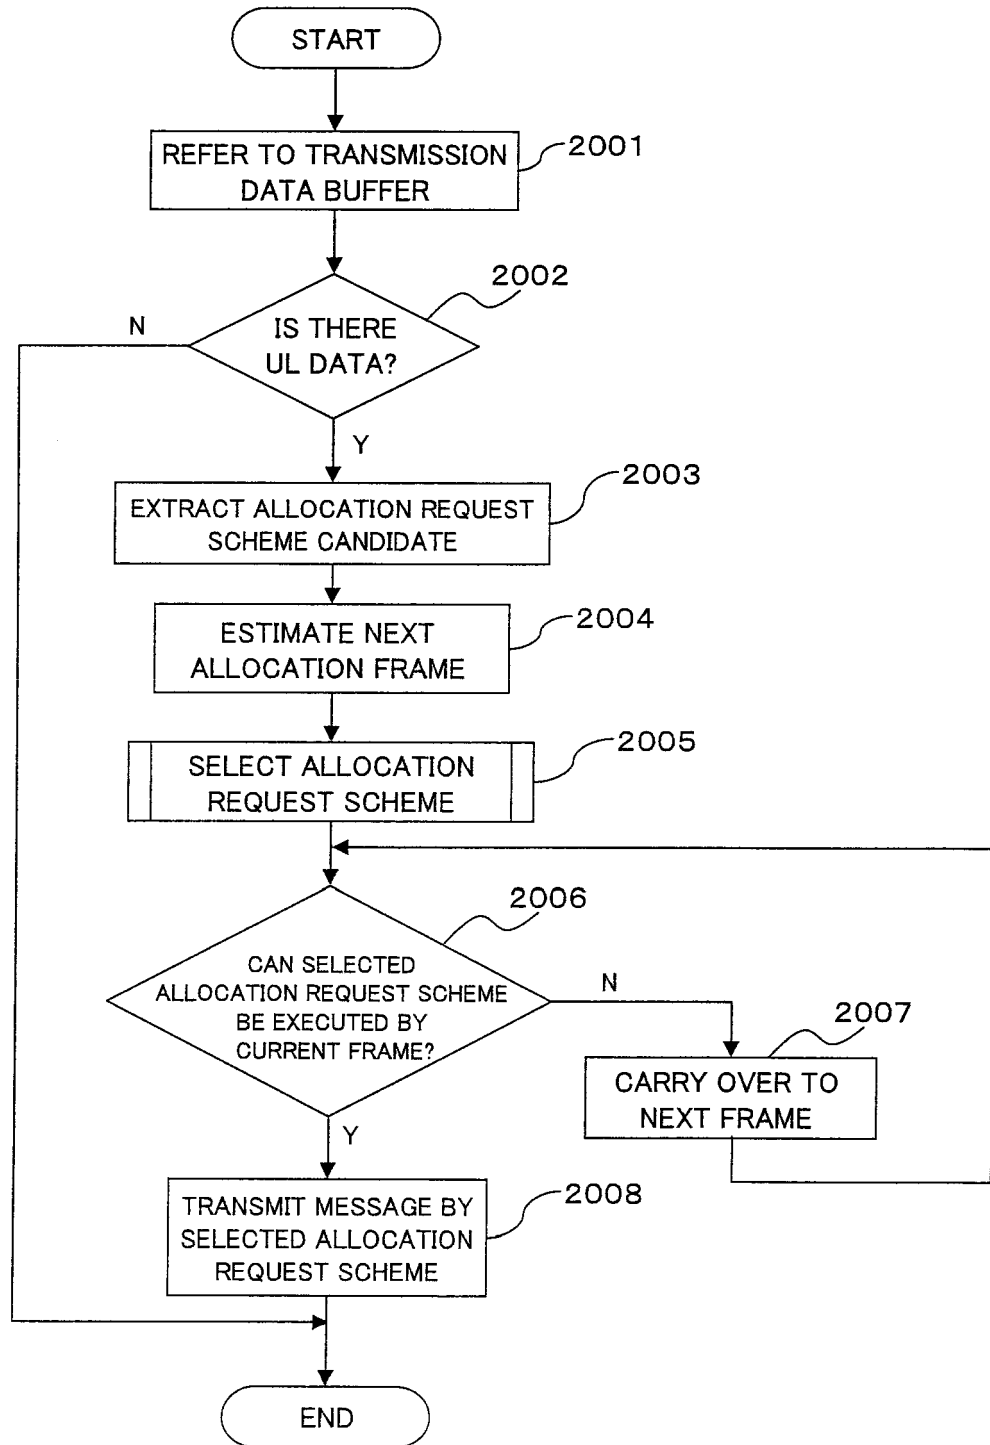 START
REFER TO TRANSMISSION
DATA BUFFER
2001
IS THERE
UL DATA?
2002
N
Y
EXTRACT ALLOCATION REQUEST
SCHEME CANDIDATE
2003
ESTIMATE NEXT
ALLOCATION FRAME
2004
SELECT ALLOCATION
REQUEST SCHEME
2005
CAN SELECTED
ALLOCATION REQUEST SCHEME
BE EXECUTED BY
CURRENT FRAME?
2006
N
CARRY OVER TO
NEXT FRAME
2007
Y
TRANSMIT MESSAGE BY
SELECTED ALLOCATION
REQUEST SCHEME
2008
END